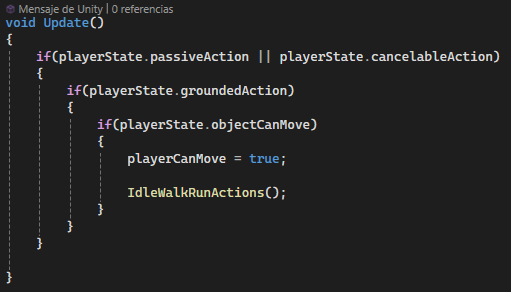 Mensaje de Unity | 0 referencias
void Update()
{
if(playerState.passiveAction || playerState.cancelableAction)
{
if(playerState.groundedAction)
{
if(playerState.objectCanMove)
{
playerCanMove = true;
IdleWalkRunActions();
}
}
}
}